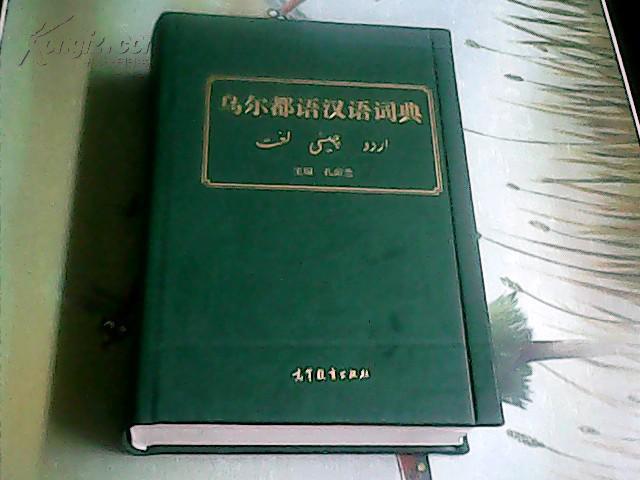 乌尔都语汉语词典
اردو چینی لغت
主编 孔菊兰
高等教育出版社